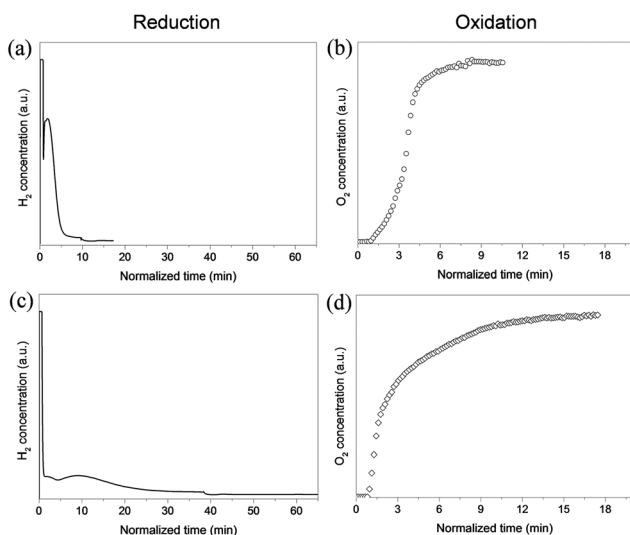 Reduction
Oxidation
(a)
H₂ concentration (a.u.)
0 10 20 30 40 50 60
Normalized time (min)
(b)
O₂ concentration (a.u.)
0 3 6 9 12 15 18
Normalized time (min)
(c)
H₂ concentration (a.u.)
0 10 20 30 40 50 60
Normalized time (min)
(d)
O₂ concentration (a.u.)
0 3 6 9 12 15 18
Normalized time (min)